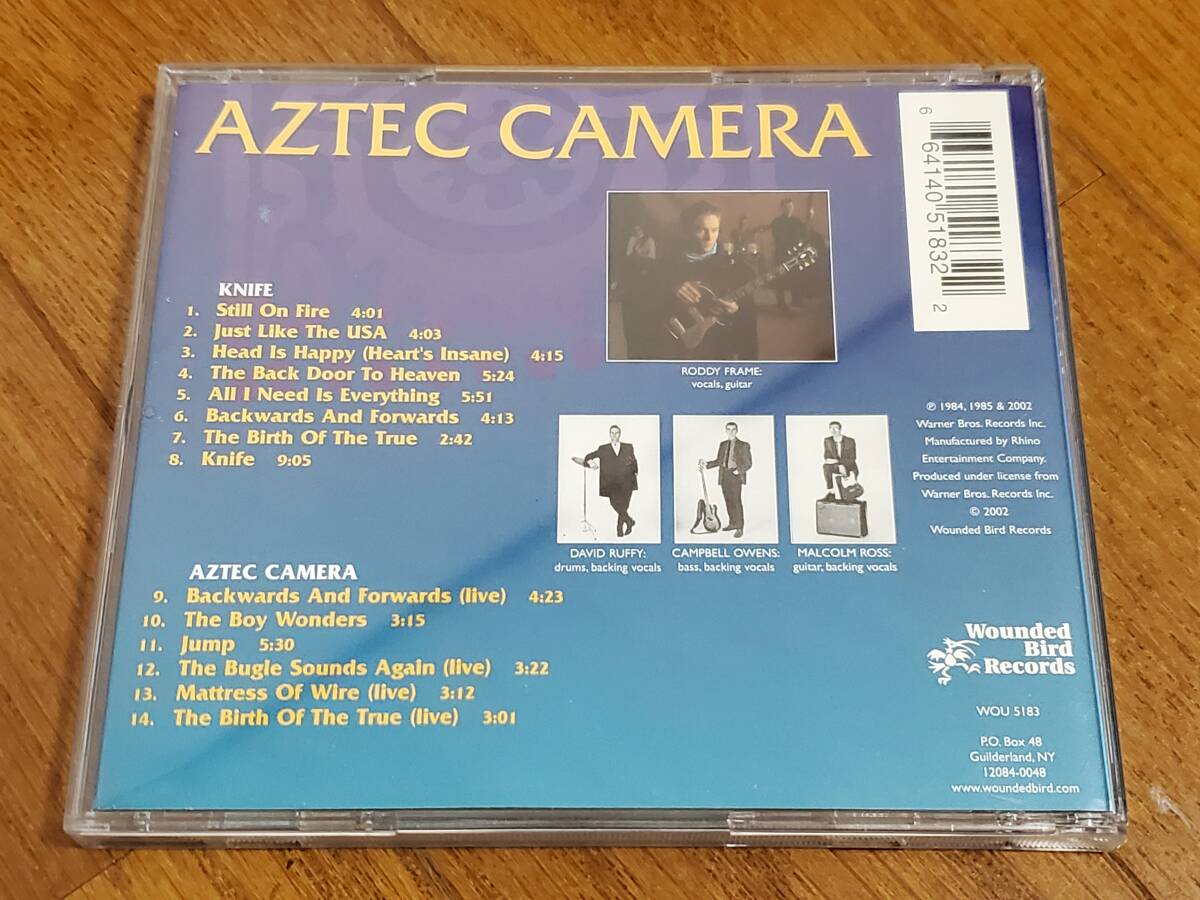 AZTEC CAMERA
KNIFE
1. Still On Fire 4:01
2. Just Like The USA 4:03
3. Head Is Happy (Heart's Insane) 4:15
4. The Back Door To Heaven 5:24
5. All I Need Is Everything 5:51
6. Backwards And Forwards 4:13
7. The Birth Of The True 2:42
8. Knife 9:05
AZTEC CAMERA
9. Backwards And Forwards (live) 4:23
10. The Boy Wonders 3:15
11. Jump 5:30
12. The Bugle Sounds Again (live) 3:22
13. Mattress Of Wire (live) 3:12
14. The Birth Of The True (live) 3:01
RODDY FRAME:
vocals, guitar
DAVID RUFFY:
drums, backing vocals
CAMPBELL OWENS:
bass, backing vocals
MALCOLM ROSS:
guitar, backing vocals
6 64140 51832 2
℗ 1984, 1985 & 2002
Warner Bros. Records Inc.
Manufactured by Rhino
Entertainment Company.
Produced under license from
Warner Bros. Records Inc.
© 2002
Wounded Bird Records
Wounded
Bird
Records
WOU 5183
P.O. Box 48
Guilderland, NY
12084-0048
www.woundedbird.com